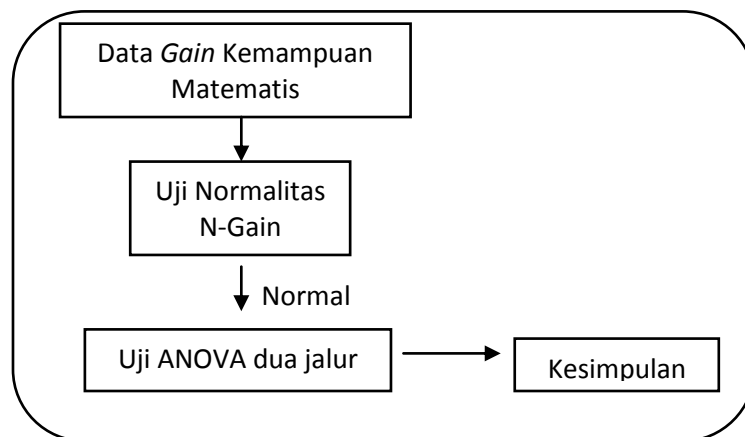 Data Gain Kemampuan
Matematis
Uji Normalitas
N-Gain
Normal
Uji ANOVA dua jalur
Kesimpulan